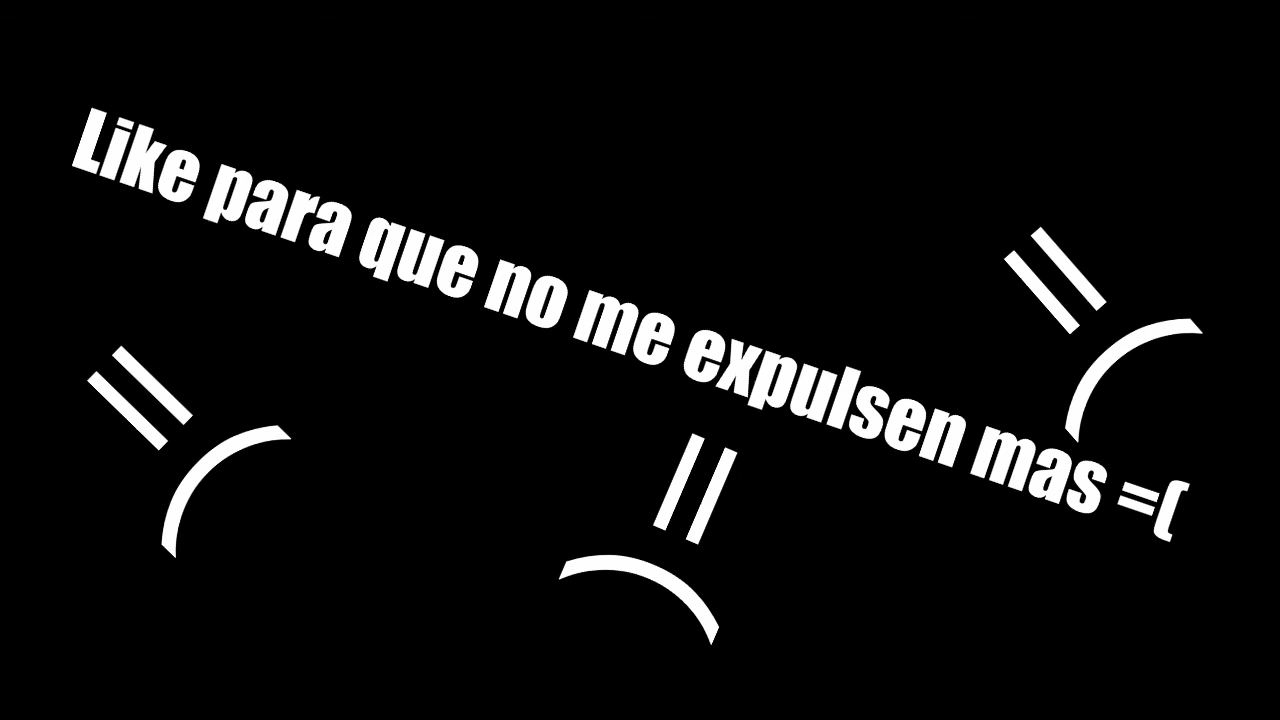 Like para que no me expulsen mas =(
=(
=(
=(